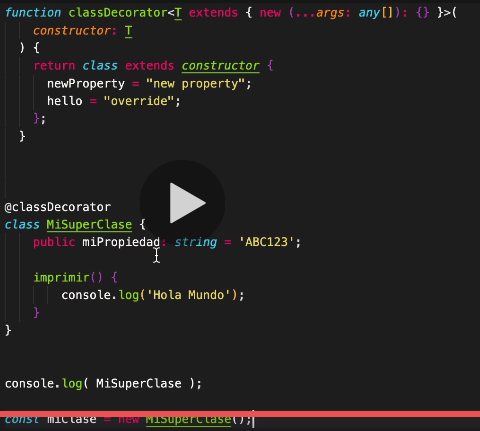 function classDecorator<T extends { new (...args: any[]): {} }>(
constructor: T
) {
return class extends constructor {
newProperty = "new property";
hello = "override";
};
}
@classDecorator
class MiSuperClase {
public miPropiedad: string = 'ABC123';
imprimir() {
console.log('Hola Mundo');
}
}
console.log( MiSuperClase );
const miClase = new MiSuperClase();